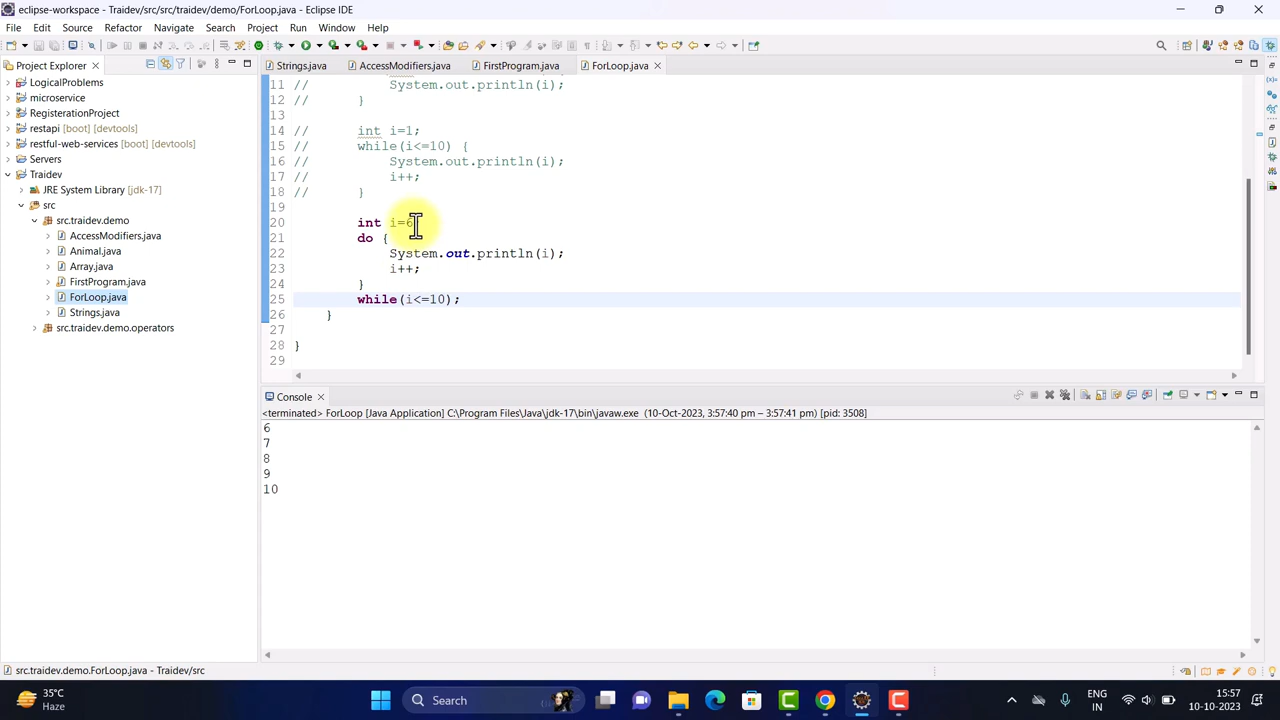 eclipse-workspace - Traidev/src/src/traidev/demo/ForLoop.java - Eclipse IDE
File Edit Source Refactor Navigate Search Project Run Window Help
Project Explorer
Strings.java AccessModifiers.java FirstProgram.java ForLoop.java
LogicalProblems
microservice
RegisterationProject
restapi [boot] [devtools]
restful-web-services [boot] [devtools]
Servers
Traidev
JRE System Library [jdk-17]
src
src.traidev.demo
AccessModifiers.java
Animal.java
Array.java
FirstProgram.java
ForLoop.java
Strings.java
src.traidev.demo.operators
11 // System.out.println(i);
12 // }
13
14 // int i=1;
15 // while(i<=10) {
16 // System.out.println(i);
17 // i++;
18 // }
19
20 int i=6
21 do {
22 System.out.println(i);
23 i++;
24 }
25 while(i<=10);
26 }
27
28 }
29
Console
<terminated> ForLoop [Java Application] C:\Program Files\Java\jdk-17\bin\javaw.exe (10-Oct-2023, 3:57:40 pm – 3:57:41 pm) [pid: 3508]
6
7
8
9
10
src.traidev.demo.ForLoop.java - Traidev/src
35°C
Haze
Search
ENG
IN
15:57
10-10-2023